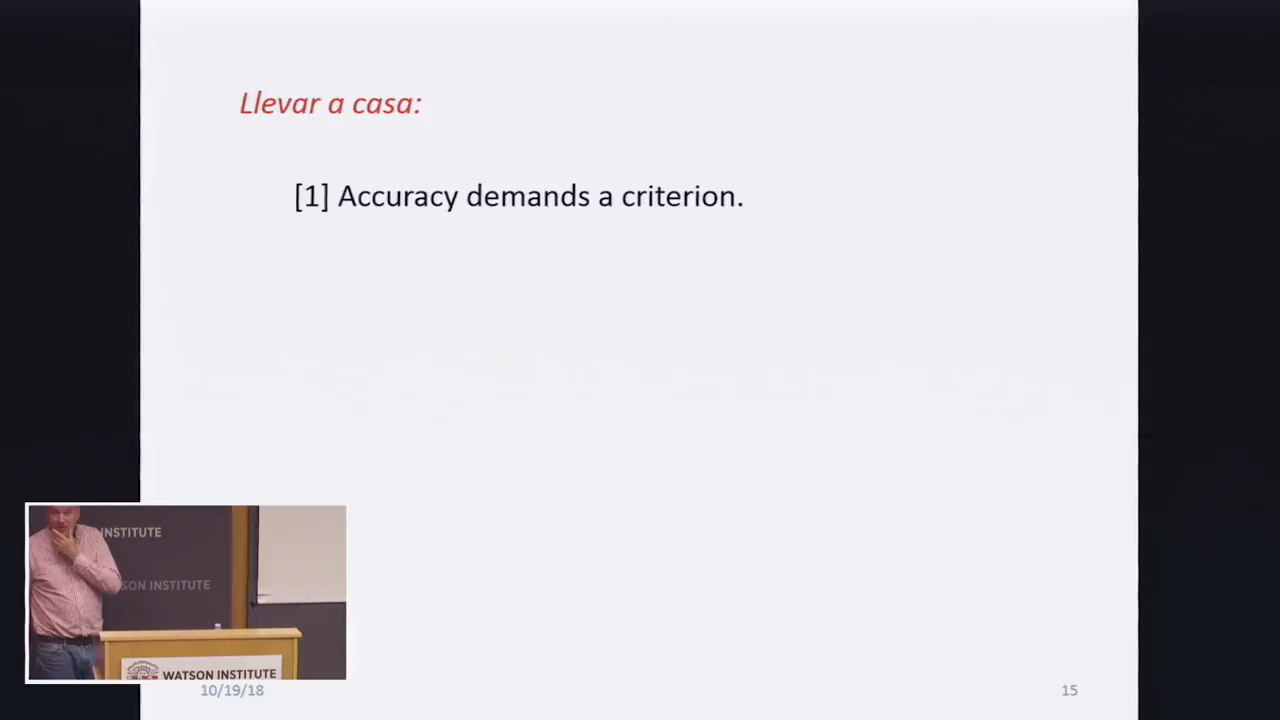 Llevar a casa:
[1] Accuracy demands a criterion.
INSTITUTE
SON INSTITUTE
WATSON INSTITUTE
10/19/18
15